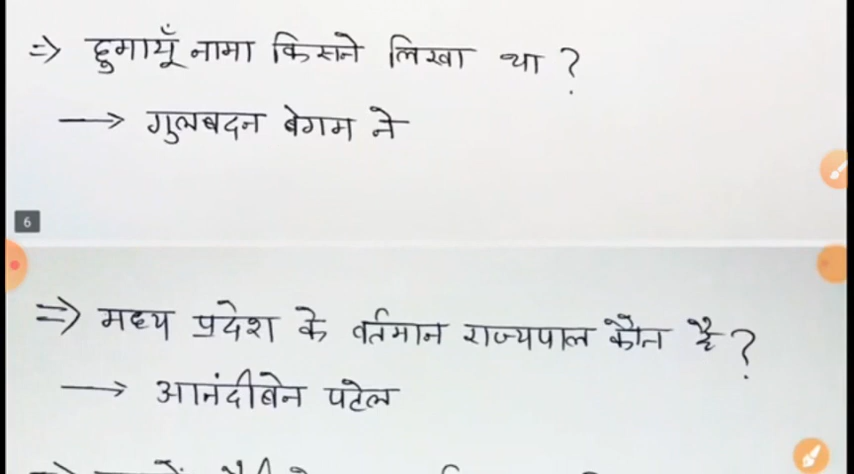 ⇒ हुमायूँ नामा किसने लिखा था ?
→ गुलबदन बेगम ने
6
⇒ मध्य प्रदेश के वर्तमान राज्यपाल कौन है ?
→ आनंदीबेन पटेल